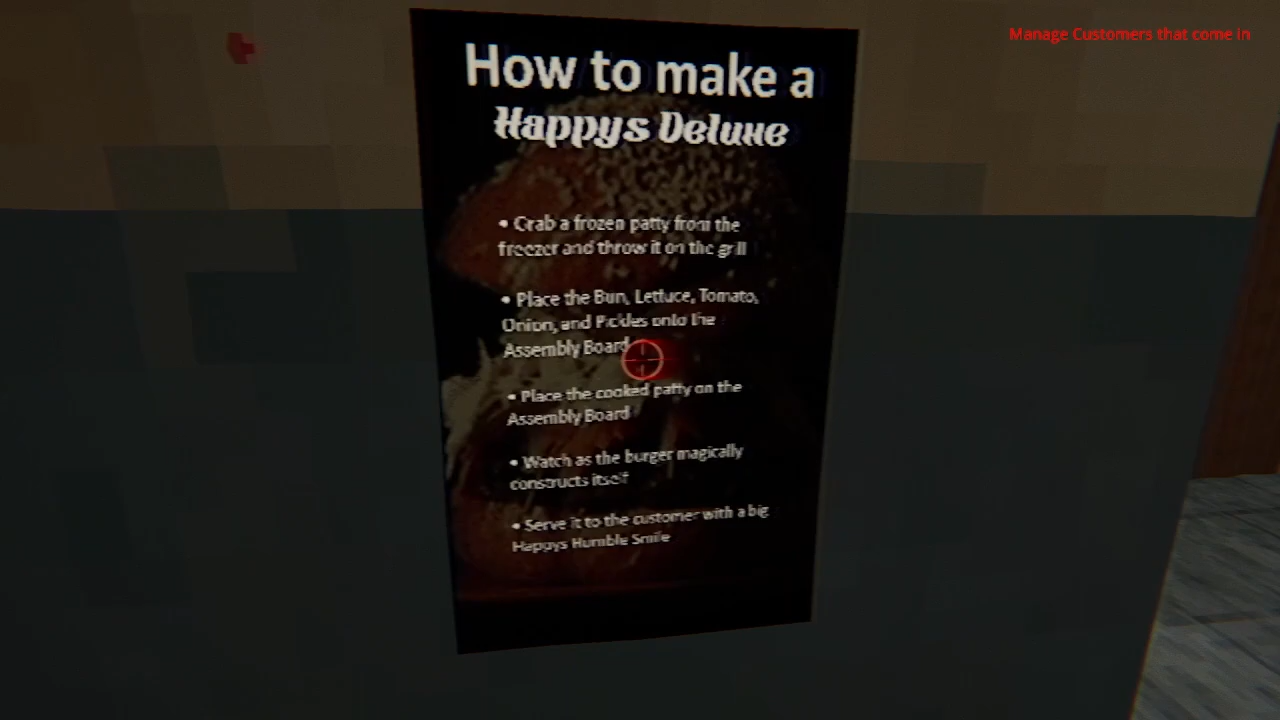 Manage Customers that come in
How to make a
Happys Deluxe
• Grab a frozen patty from the
freezer and throw it on the grill
• Place the Bun, Lettuce, Tomato,
Onion, and Pickles onto the
Assembly Board
• Place the cooked patty on the
Assembly Board
• Watch as the burger magically
constructs itself
• Serve it to the customer with a big
Happys Humble Smile